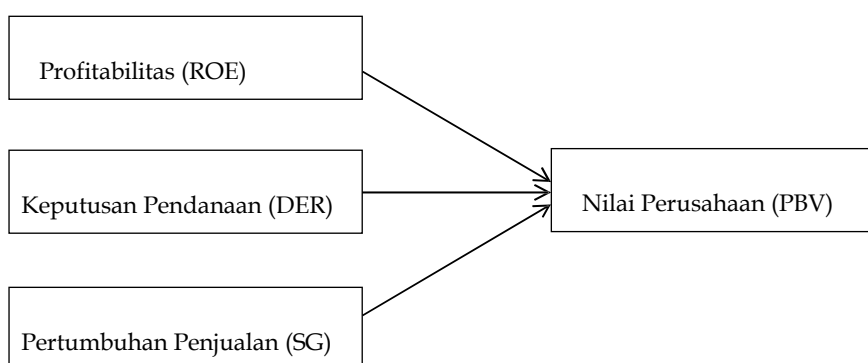 Profitabilitas (ROE)
Keputusan Pendanaan (DER)
Nilai Perusahaan (PBV)
Pertumbuhan Penjualan (SG)